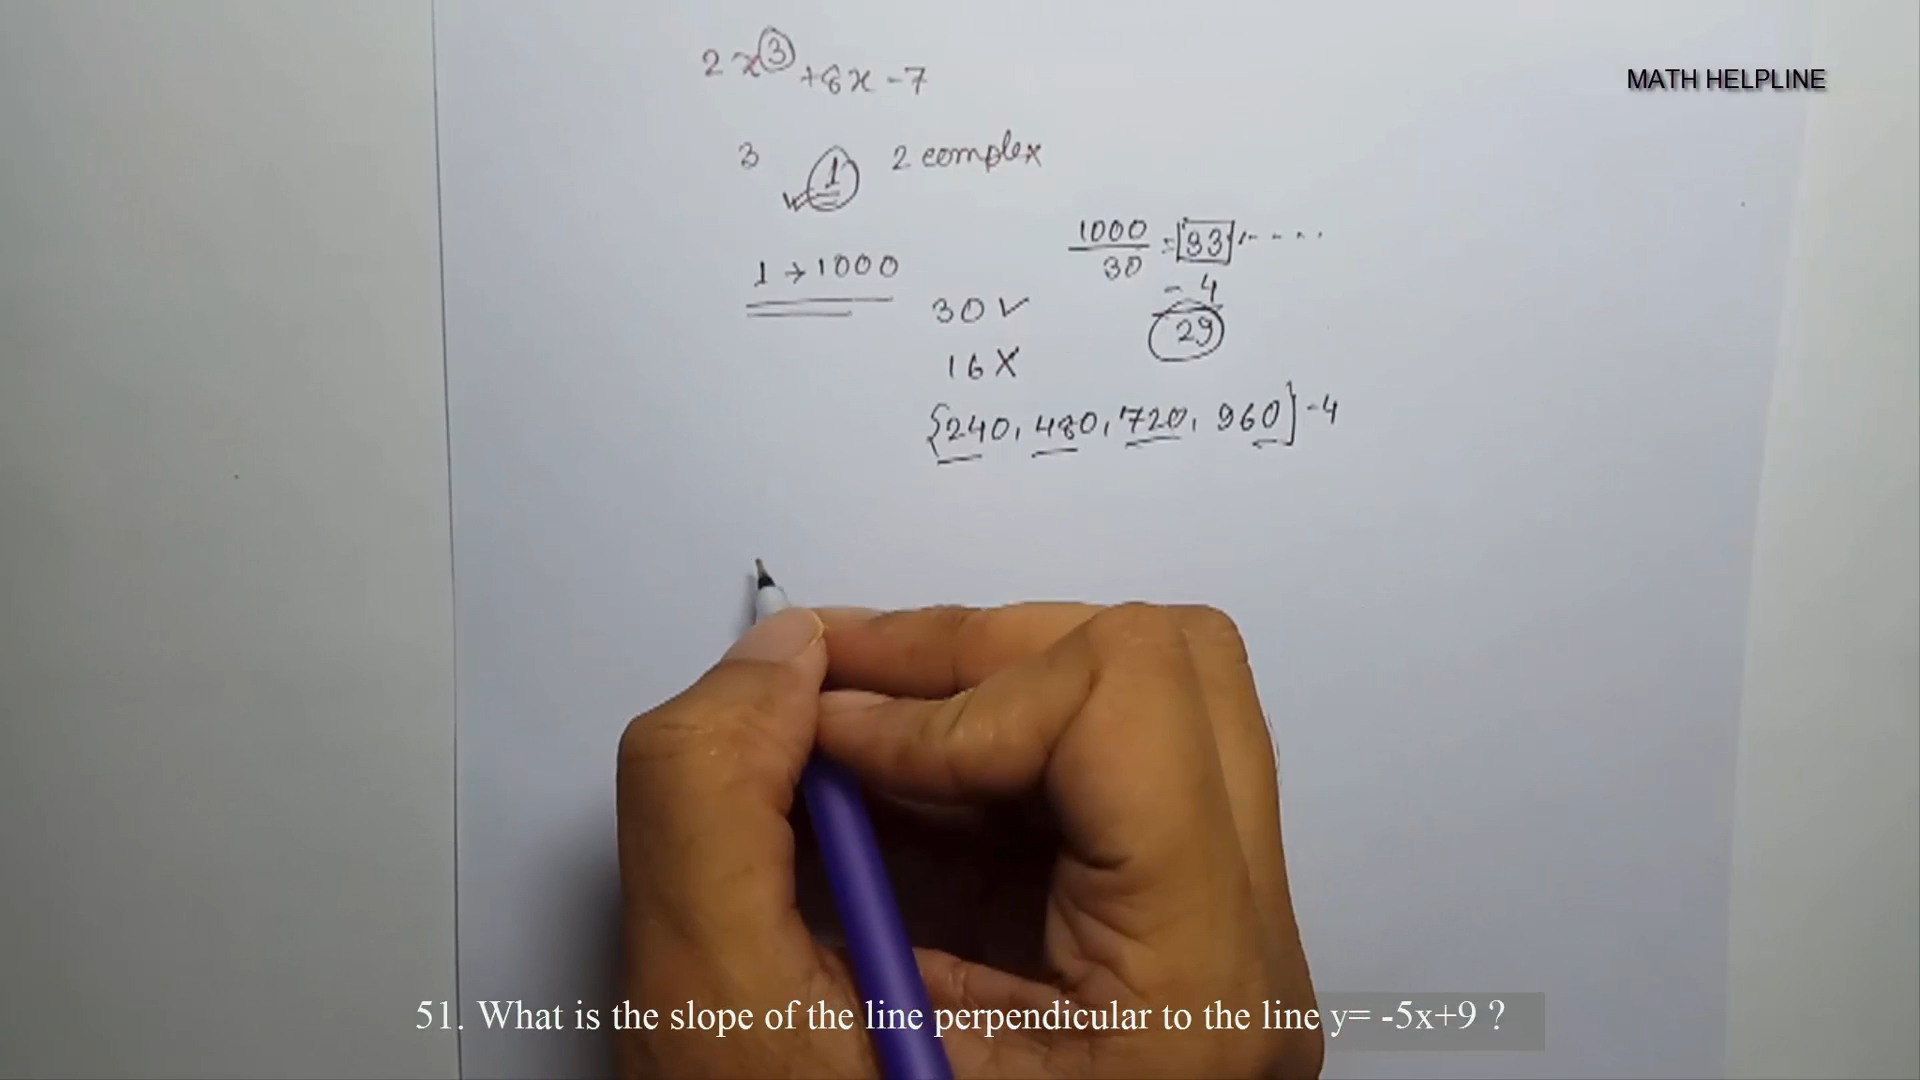 2x³+8x-7
MATH HELPLINE
3 1 2 complex
1000/30 = 33.....
1→1000
- 4
30 ✓
29
16 X
{240, 480, 720, 960} - 4
51. What is the slope of the line perpendicular to the line y= -5x+9 ?